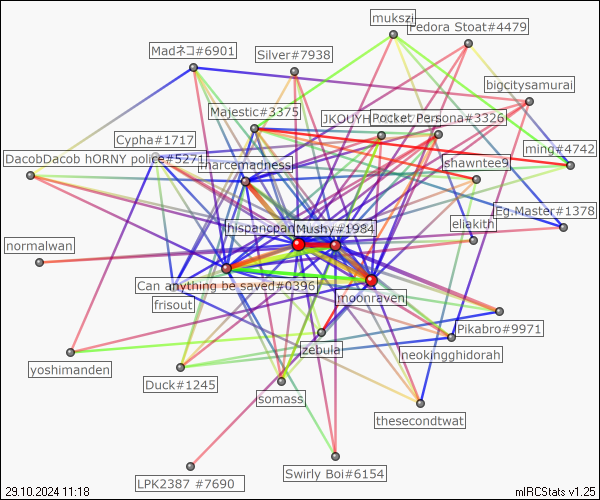 mukszi
Fedora Stoat#4479
Madネコ#6901
Silver#7938
bigcitysamurai
Majestic#3375
JKOUYH
Pocket Persona#3326
Cypha#1717
ming#4742
DacobDacob hORNY police#5271
marcemadness
shawntee9
Eg.Master#1378
hispancpan
Mushy#1984
eliakith
normalwan
Can anything be saved#0396
moonraven
frisout
Pikabro#9971
zebula
neokingghidorah
yoshimanden
Duck#1245
somass
thesecondtwat
Swirly Boi#6154
LPK2387 #7690
29.10.2024 11:18
mIRCStats v1.25